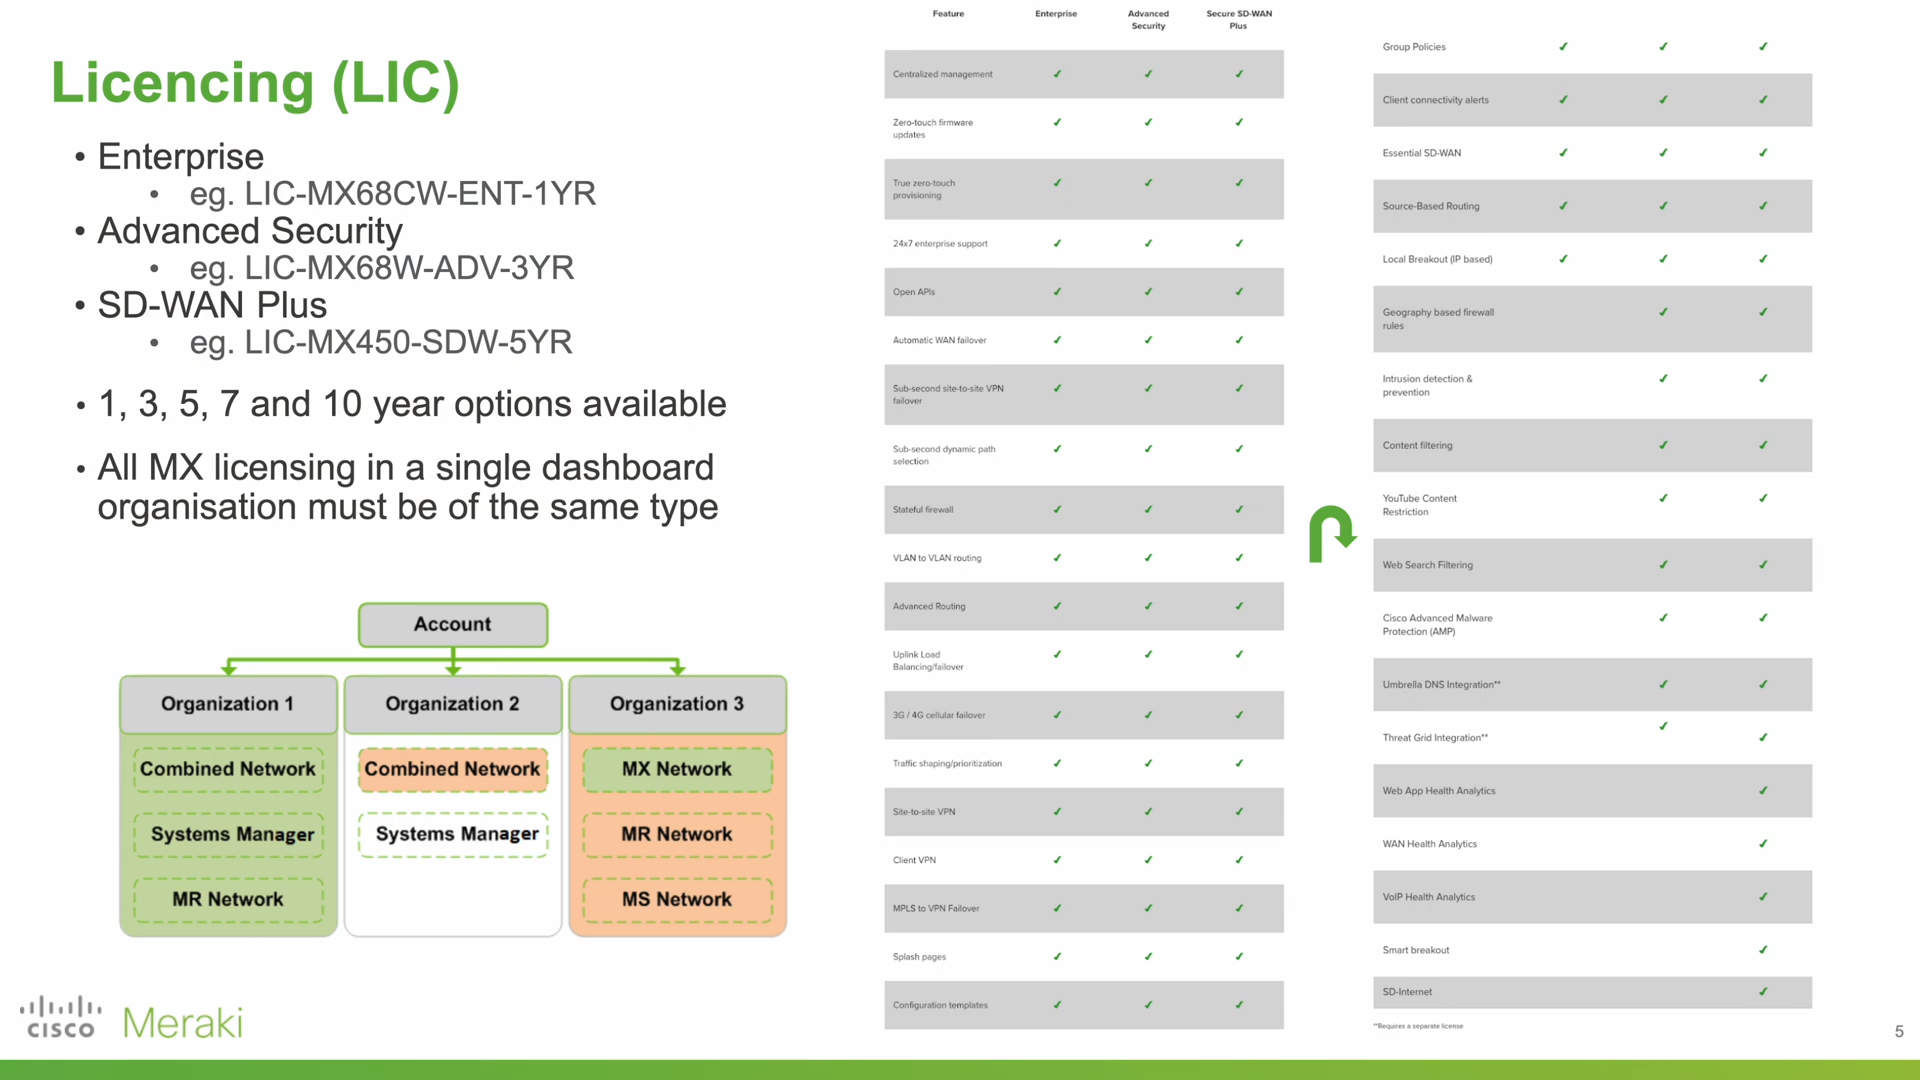 Licencing (LIC)
• Enterprise
• eg. LIC-MX68CW-ENT-1YR
• Advanced Security
• eg. LIC-MX68W-ADV-3YR
• SD-WAN Plus
• eg. LIC-MX450-SDW-5YR
• 1, 3, 5, 7 and 10 year options available
• All MX licensing in a single dashboard
organisation must be of the same type
Account
Organization 1
Organization 2
Organization 3
Combined Network
Systems Manager
MR Network
Combined Network
Systems Manager
MX Network
MR Network
MS Network
Feature Enterprise Advanced Secure SD-WAN
Security Plus
Centralized management ✓ ✓ ✓
Zero-touch firmware ✓ ✓ ✓
updates
True zero-touch ✓ ✓ ✓
provisioning
24x7 enterprise support ✓ ✓ ✓
Open APIs ✓ ✓ ✓
Automatic WAN failover ✓ ✓ ✓
Sub-second site-to-site VPN ✓ ✓ ✓
failover
Sub-second dynamic path ✓ ✓ ✓
selection
Stateful firewall ✓ ✓ ✓
VLAN to VLAN routing ✓ ✓ ✓
Advanced Routing ✓ ✓ ✓
Uplink Load ✓ ✓ ✓
Balancing/failover
3G / 4G cellular failover ✓ ✓ ✓
Traffic shaping/prioritization ✓ ✓ ✓
Site-to-site VPN ✓ ✓ ✓
Client VPN ✓ ✓ ✓
MPLS to VPN Failover ✓ ✓ ✓
Splash pages ✓ ✓ ✓
Configuration templates ✓ ✓ ✓
Group Policies ✓ ✓ ✓
Client connectivity alerts ✓ ✓ ✓
Essential SD-WAN ✓ ✓ ✓
Source-Based Routing ✓ ✓ ✓
Local Breakout (IP based) ✓ ✓ ✓
Geography based firewall ✓ ✓
rules
Intrusion detection & ✓ ✓
prevention
Content filtering ✓ ✓
YouTube Content ✓ ✓
Restriction
Web Search Filtering ✓ ✓
Cisco Advanced Malware ✓ ✓
Protection (AMP)
Umbrella DNS Integration** ✓ ✓
Threat Grid Integration** ✓ ✓
Web App Health Analytics ✓
WAN Health Analytics ✓
VoIP Health Analytics ✓
Smart breakout ✓
SD-Internet ✓
**Requires a separate license
CISCO Meraki
5